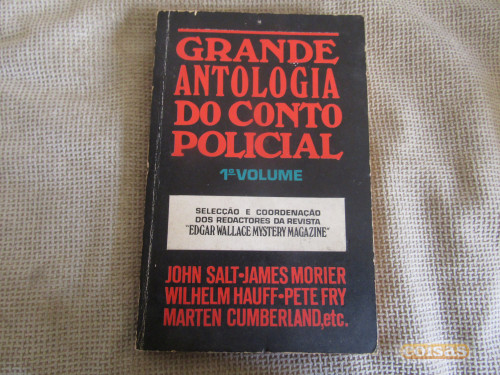 GRANDE
ANTOLOGIA
DO CONTO
POLICIAL
1º VOLUME
SELECÇÃO E COORDENAÇÃO
DOS REDACTORES DA REVISTA
"EDGAR WALLACE MYSTERY MAGAZINE"
JOHN SALT•JAMES MORIER
WILHELM HAUFF•PETE FRY
MARTEN CUMBERLAND,etc.
coisas